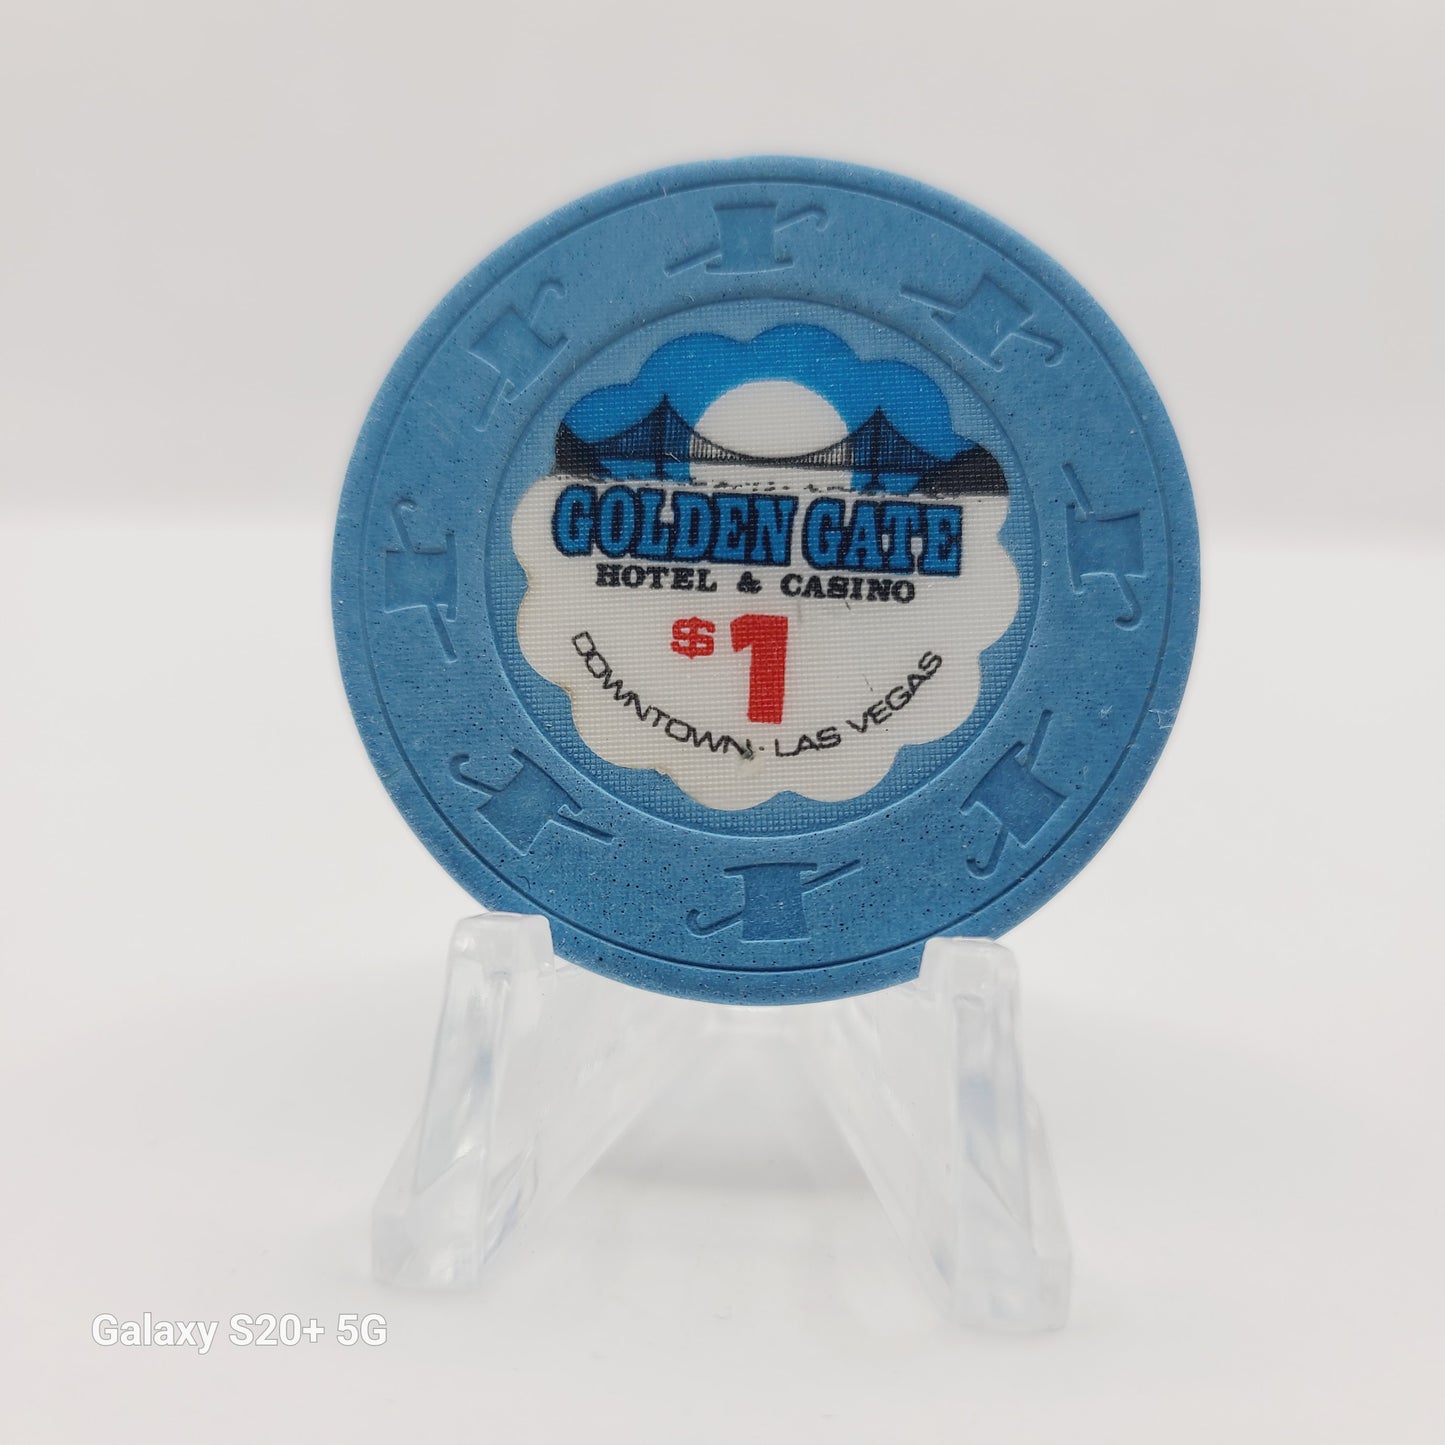 GOLDEN GATE
HOTEL & CASINO
$1
DOWNTOWN · LAS VEGAS
Galaxy S20+ 5G